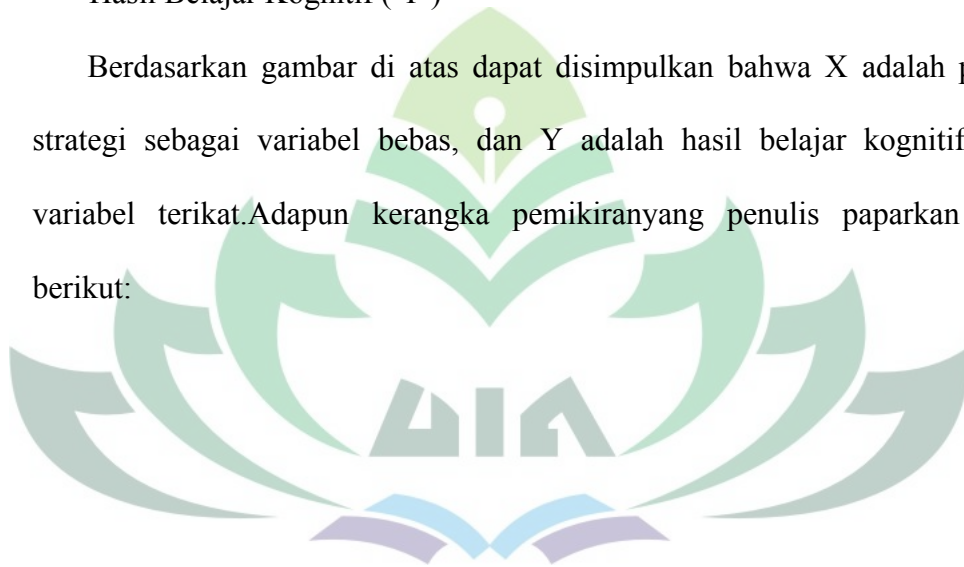 Hasil Belajar Kognitif ( Y )
Berdasarkan gambar di atas dapat disimpulkan bahwa X adalah
strategi sebagai variabel bebas, dan Y adalah hasil belajar kognitif
variabel terikat.Adapun kerangka pemikiranyang penulis paparkan
berikut:
UIN